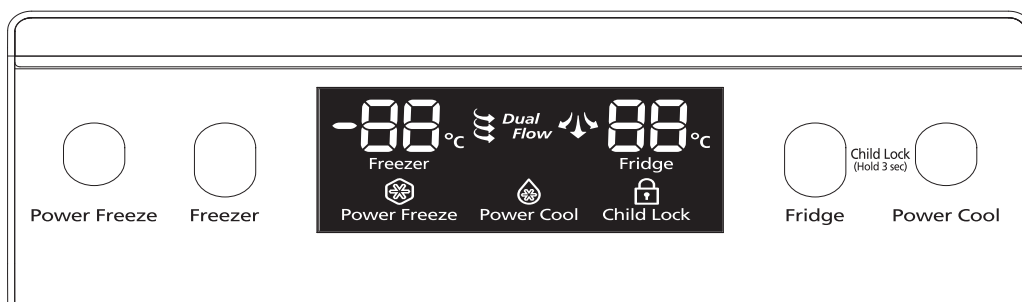 -88°C
Dual
Flow
88°C
Freezer
Fridge
Power Freeze
Power Cool
Child Lock
Power Freeze
Freezer
Fridge
Child Lock
(Hold 3 sec)
Power Cool